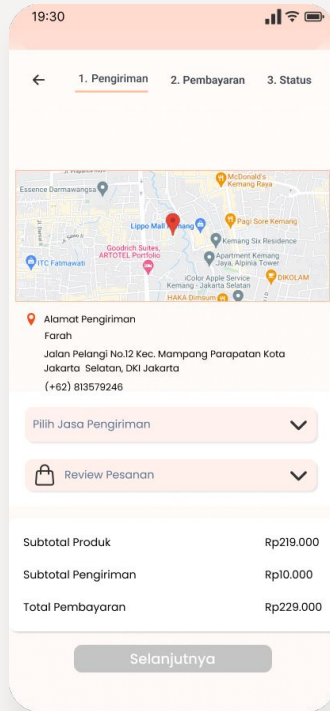 19:30
1. Pengiriman 2. Pembayaran 3. Status
McDonald's
Kemang Raya
Essence Darmawangsa
Lippo Mall Kemang
Pagi Sore Kemang
Kemang Six Residence
Goodrich Suites,
ARTOTEL Portfolio
Apartment Kemang
Jaya, Alpinia Tower
ITC Fatmawati
iColor Apple Service
Kemang - Jakarta Selatan
DIKOLAM
HAKA Dimsum
Alamat Pengiriman
Farah
Jalan Pelangi No.12 Kec. Mampang Parapatan Kota
Jakarta Selatan, DKI Jakarta
(+62) 813579246
Pilih Jasa Pengiriman
Review Pesanan
Subtotal Produk Rp219.000
Subtotal Pengiriman Rp10.000
Total Pembayaran Rp229.000
Selanjutnya